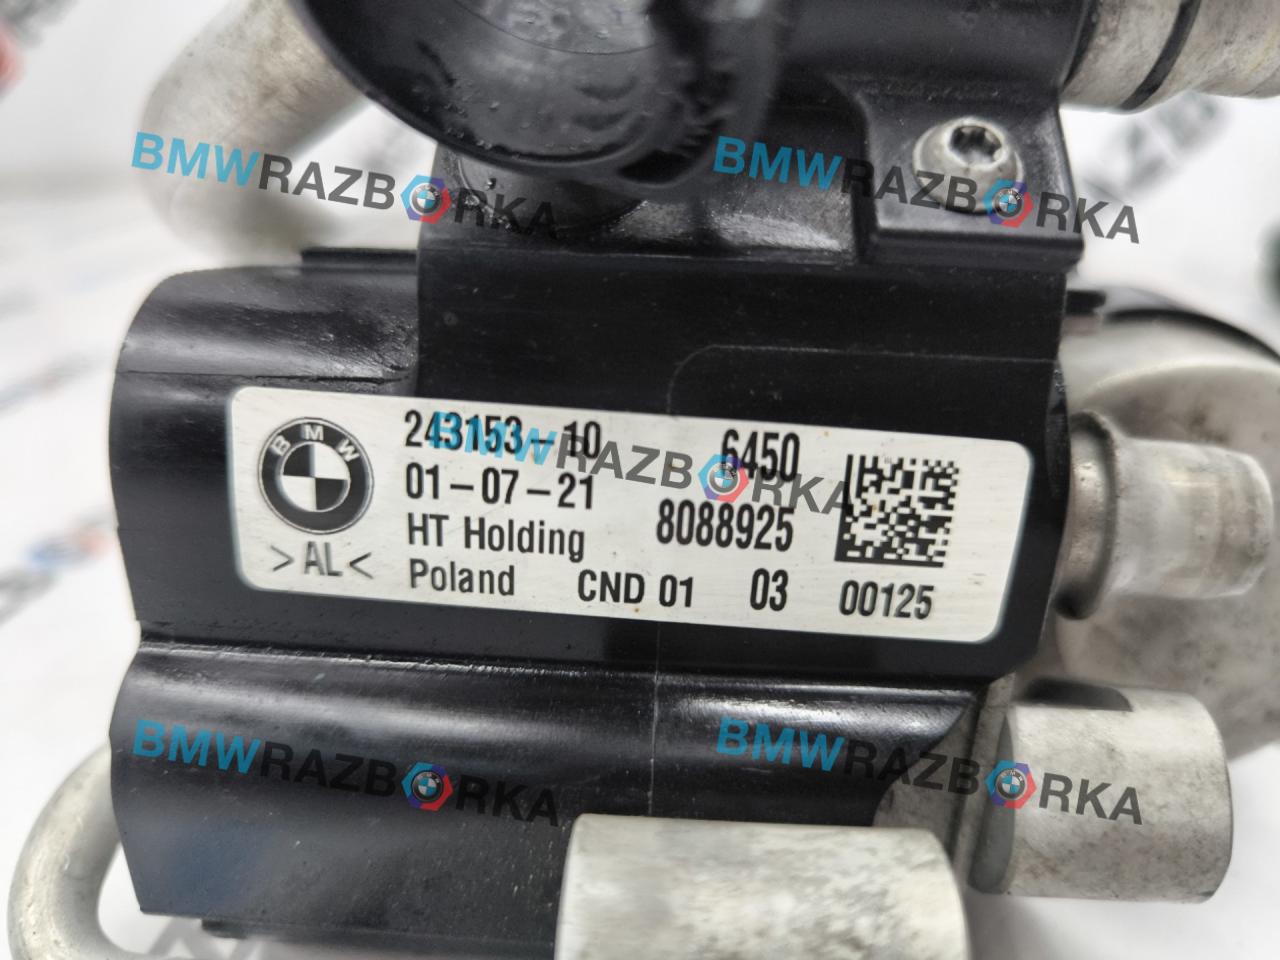 BMWRAZBORKA
BMWRAZBORKA
BMW
243153-10 6450
BMWRAZBORKA
01-07-21
8088925
HT Holding
>AL<
Poland CND 01 03 00125
BMWRAZBORKA
BMWRAZBORKA